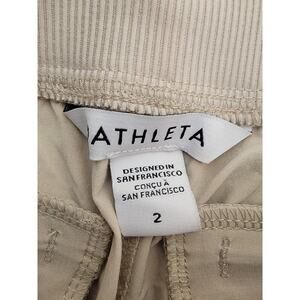 ATHLETA
DESIGNED IN
SAN FRANCISCO
CONÇU À
SAN FRANCISCO
2